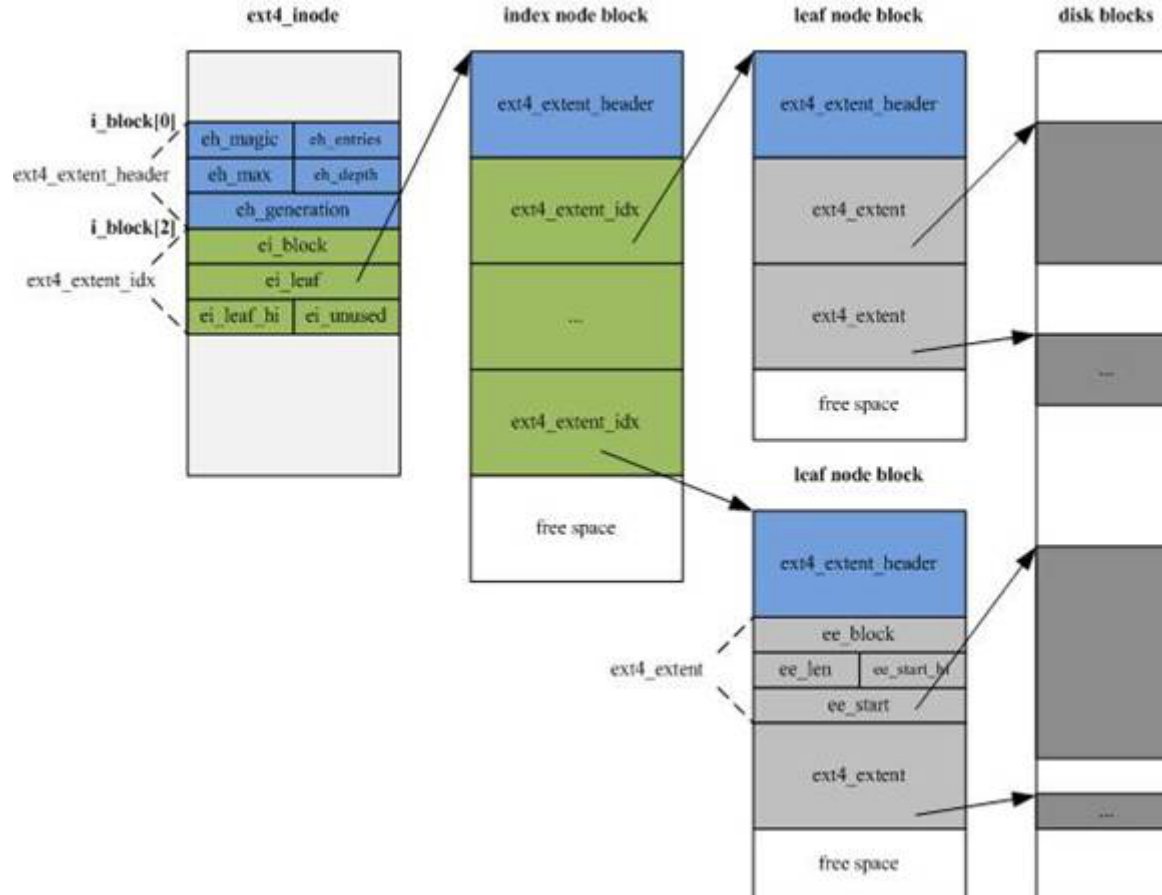 ext4_inode
index node block
leaf node block
disk blocks
i_block[0]
eh_magic
eh_entries
ext4_extent_header
eh_max
eh_depth
eh_generation
i_block[2]
ei_block
ext4_extent_idx
ei_leaf
ei_leaf_hi
ei_unused
ext4_extent_header
ext4_extent_idx
...
ext4_extent_idx
free space
ext4_extent_header
ext4_extent
ext4_extent
free space
...
leaf node block
ext4_extent_header
ext4_extent
ee_block
ee_len
ee_start_hi
ee_start
ext4_extent
free space
...